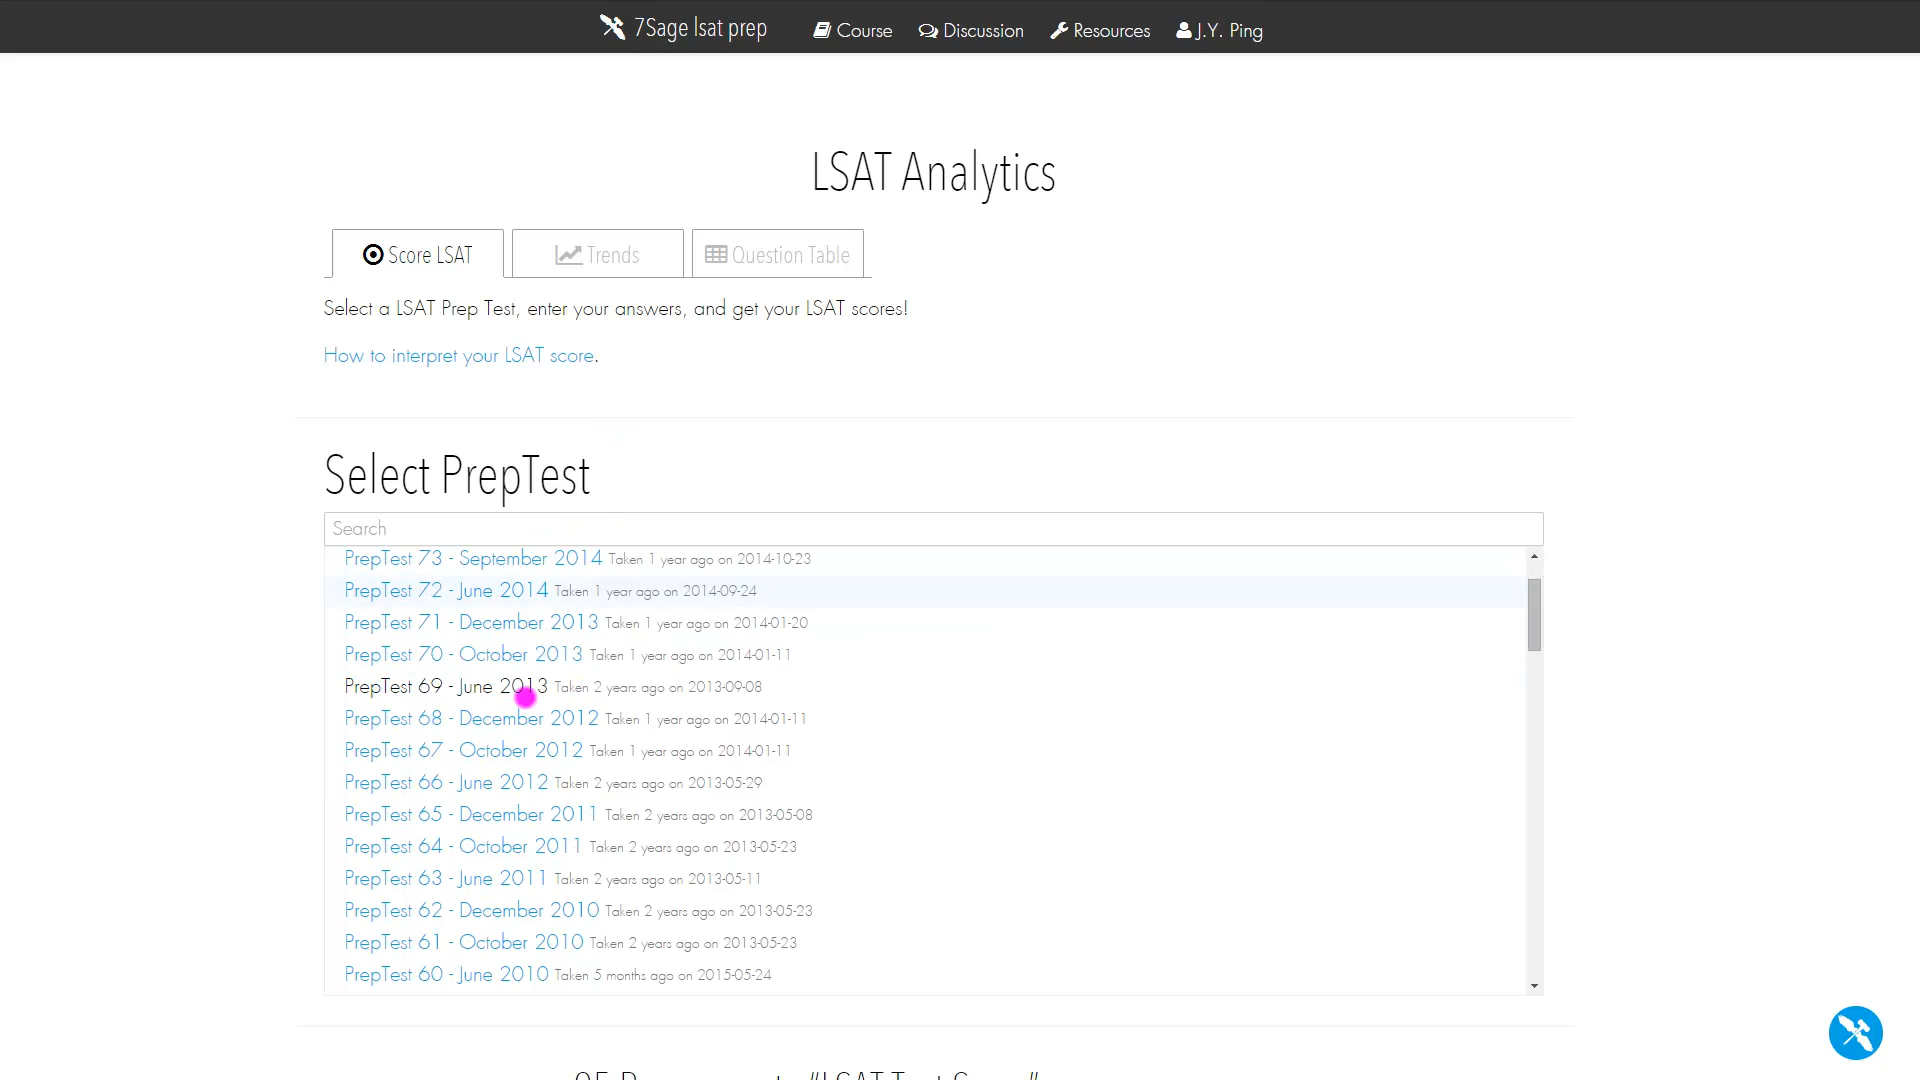 7Sage lsat prep
Course
Discussion
Resources
J.Y. Ping
LSAT Analytics
Score LSAT
Trends
Question Table
Select a LSAT Prep Test, enter your answers, and get your LSAT scores!
How to interpret your LSAT score.
Select PrepTest
Search
PrepTest 73 - September 2014 Taken 1 year ago on 2014-10-23
PrepTest 72 - June 2014 Taken 1 year ago on 2014-09-24
PrepTest 71 - December 2013 Taken 1 year ago on 2014-01-20
PrepTest 70 - October 2013 Taken 1 year ago on 2014-01-11
PrepTest 69 - June 2013 Taken 2 years ago on 2013-09-08
PrepTest 68 - December 2012 Taken 1 year ago on 2014-01-11
PrepTest 67 - October 2012 Taken 1 year ago on 2014-01-11
PrepTest 66 - June 2012 Taken 2 years ago on 2013-05-29
PrepTest 65 - December 2011 Taken 2 years ago on 2013-05-08
PrepTest 64 - October 2011 Taken 2 years ago on 2013-05-23
PrepTest 63 - June 2011 Taken 2 years ago on 2013-05-11
PrepTest 62 - December 2010 Taken 2 years ago on 2013-05-23
PrepTest 61 - October 2010 Taken 2 years ago on 2013-05-23
PrepTest 60 - June 2010 Taken 5 months ago on 2015-05-24